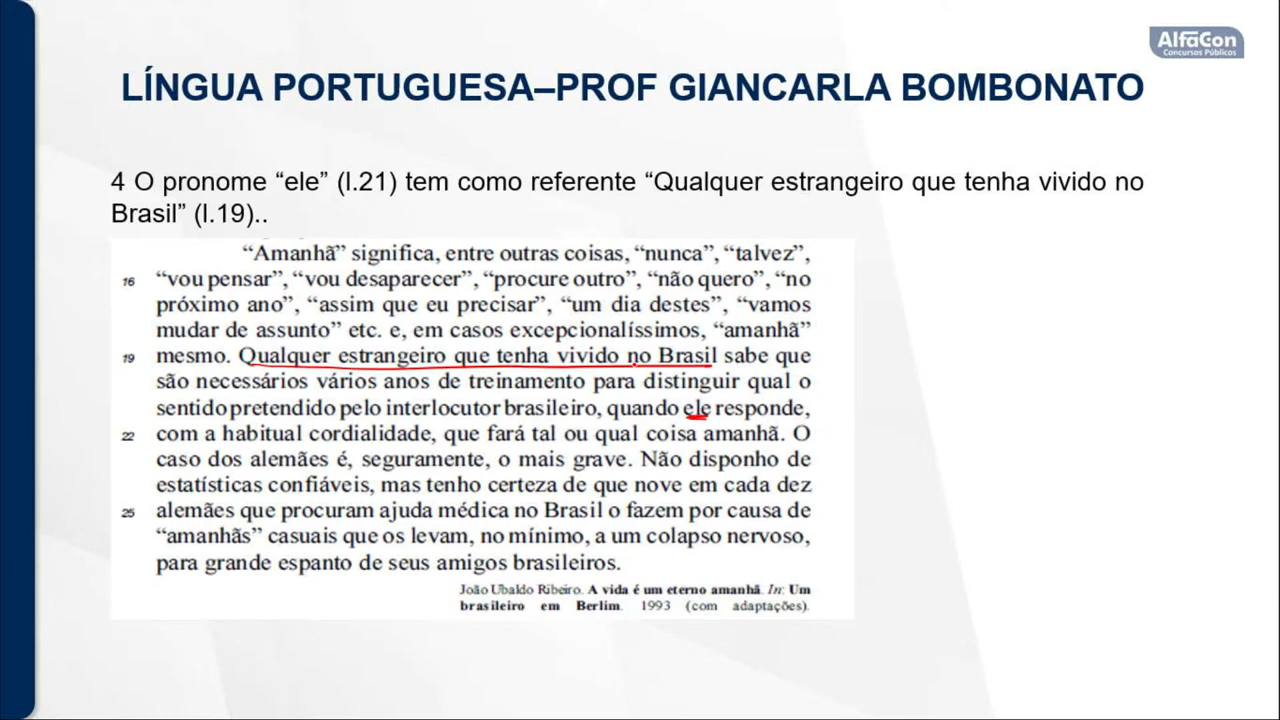 AlfaCon
Concursos Públicos
LÍNGUA PORTUGUESA–PROF GIANCARLA BOMBONATO
4 O pronome “ele” (l.21) tem como referente “Qualquer estrangeiro que tenha vivido no
Brasil” (l.19)..
“Amanhã” significa, entre outras coisas, “nunca”, “talvez”,
16 “vou pensar”, “vou desaparecer”, “procure outro”, “não quero”, “no
próximo ano”, “assim que eu precisar”, “um dia destes”, “vamos
mudar de assunto” etc. e, em casos excepcionalíssimos, “amanhã”
19 mesmo. Qualquer estrangeiro que tenha vivido no Brasil sabe que
são necessários vários anos de treinamento para distinguir qual o
sentido pretendido pelo interlocutor brasileiro, quando ele responde,
22 com a habitual cordialidade, que fará tal ou qual coisa amanhã. O
caso dos alemães é, seguramente, o mais grave. Não disponho de
estatísticas confiáveis, mas tenho certeza de que nove em cada dez
25 alemães que procuram ajuda médica no Brasil o fazem por causa de
“amanhãs” casuais que os levam, no mínimo, a um colapso nervoso,
para grande espanto de seus amigos brasileiros.
João Ubaldo Ribeiro. A vida é um eterno amanhã. In: Um
brasileiro em Berlim. 1993 (com adaptações).